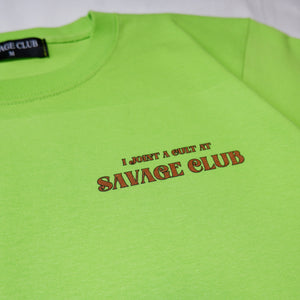 SAVAGE CLUB
M
I JOINT A CULT AT
SAVAGE CLUB